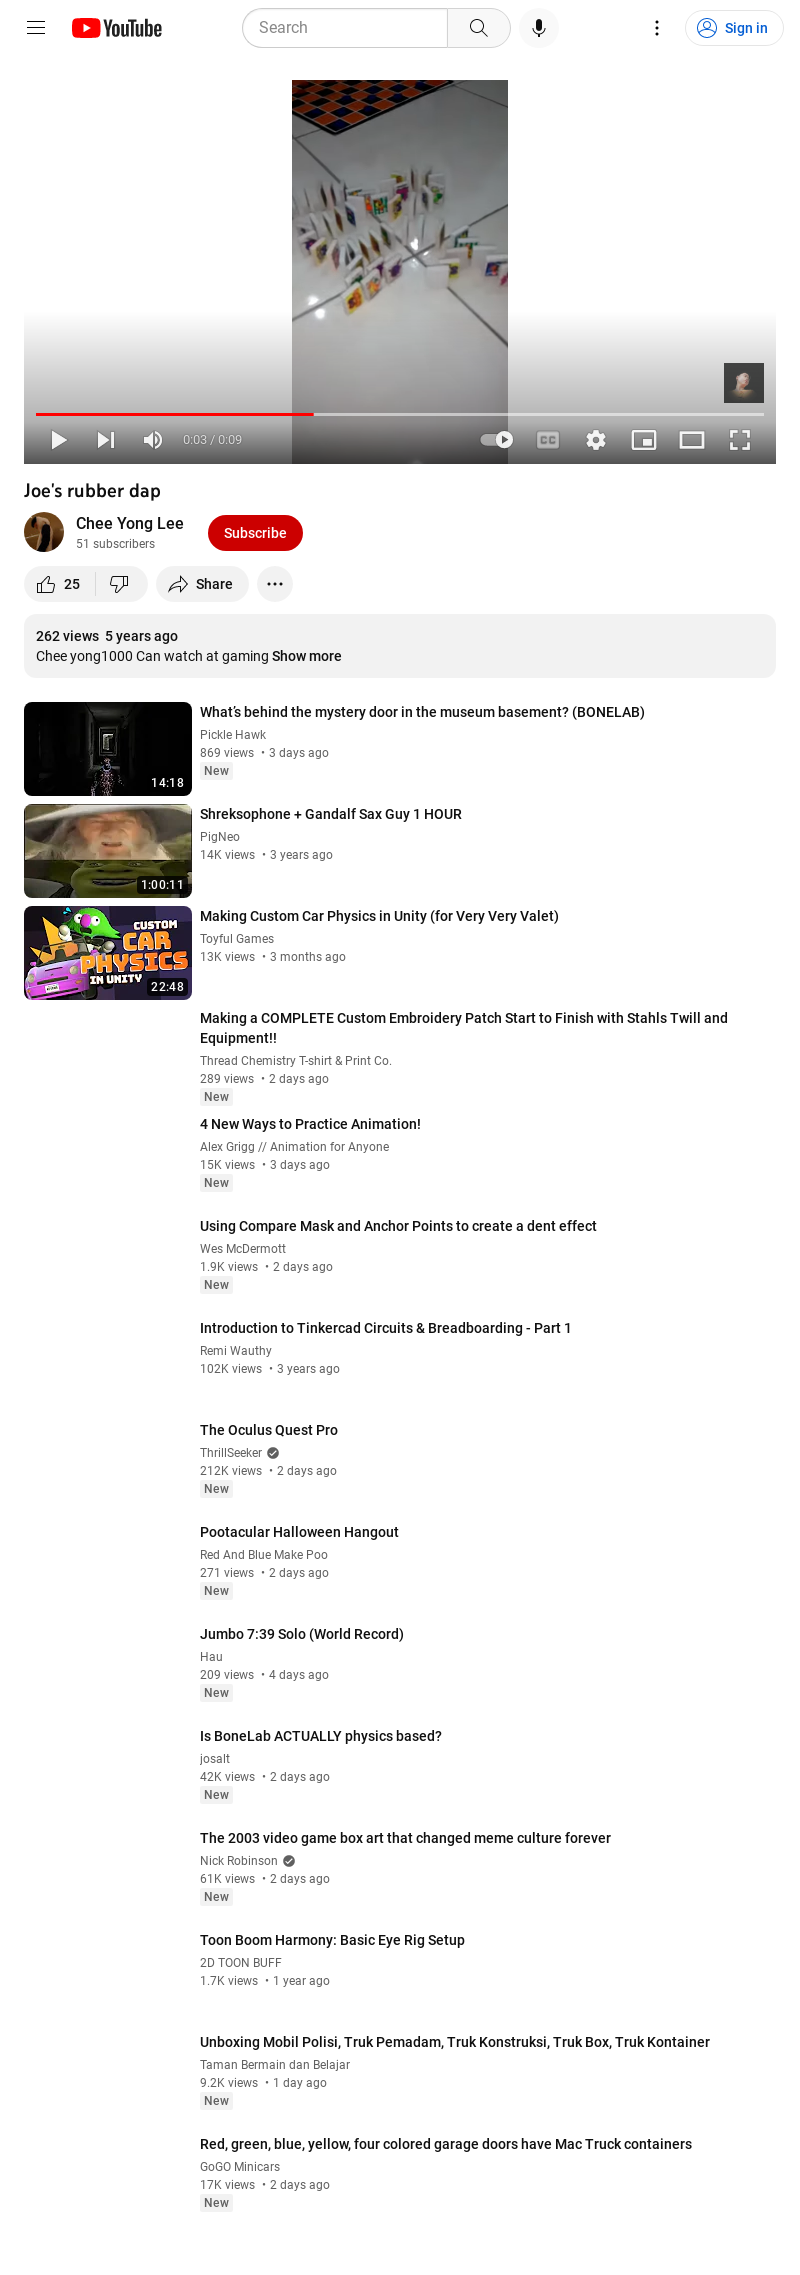 YouTube
Search
Sign in
0:03 / 0:09
CC
Joe's rubber dap
Chee Yong Lee
51 subscribers
Subscribe
25
Share
262 views 5 years ago
Chee yong1000 Can watch at gaming Show more
What's behind the mystery door in the museum basement? (BONELAB)
Pickle Hawk
869 views • 3 days ago
New
14:18
Shreksophone + Gandalf Sax Guy 1 HOUR
PigNeo
14K views • 3 years ago
1:00:11
Making Custom Car Physics in Unity (for Very Very Valet)
Toyful Games
13K views • 3 months ago
CUSTOM
CAR
PHYSICS
IN UNITY
22:48
Making a COMPLETE Custom Embroidery Patch Start to Finish with Stahls Twill and
Equipment!!
Thread Chemistry T-shirt & Print Co.
289 views • 2 days ago
New
4 New Ways to Practice Animation!
Alex Grigg // Animation for Anyone
15K views • 3 days ago
New
Using Compare Mask and Anchor Points to create a dent effect
Wes McDermott
1.9K views • 2 days ago
New
Introduction to Tinkercad Circuits & Breadboarding - Part 1
Remi Wauthy
102K views • 3 years ago
The Oculus Quest Pro
ThrillSeeker
212K views • 2 days ago
New
Pootacular Halloween Hangout
Red And Blue Make Poo
271 views • 2 days ago
New
Jumbo 7:39 Solo (World Record)
Hau
209 views • 4 days ago
New
Is BoneLab ACTUALLY physics based?
josalt
42K views • 2 days ago
New
The 2003 video game box art that changed meme culture forever
Nick Robinson
61K views • 2 days ago
New
Toon Boom Harmony: Basic Eye Rig Setup
2D TOON BUFF
1.7K views • 1 year ago
Unboxing Mobil Polisi, Truk Pemadam, Truk Konstruksi, Truk Box, Truk Kontainer
Taman Bermain dan Belajar
9.2K views • 1 day ago
New
Red, green, blue, yellow, four colored garage doors have Mac Truck containers
GoGO Minicars
17K views • 2 days ago
New